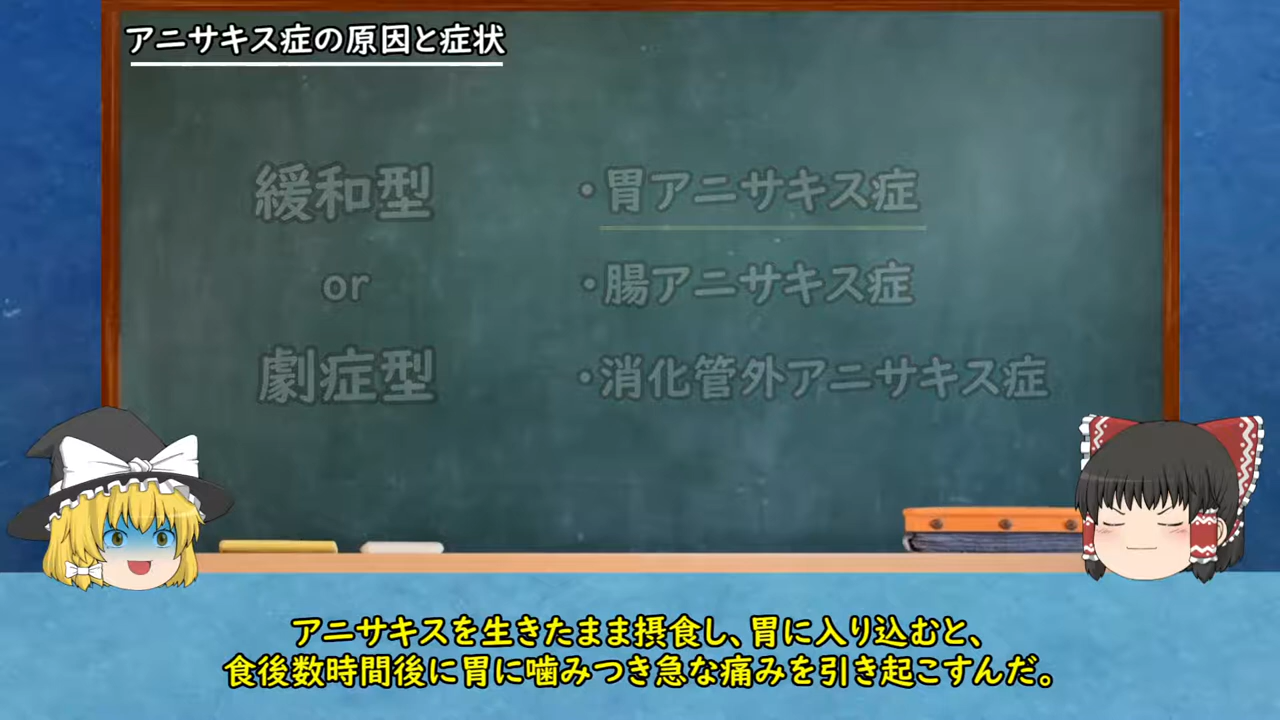 アニサキス症の原因と症状
緩和型
・胃アニサキス症
or
・腸アニサキス症
劇症型
・消化管外アニサキス症
アニサキスを生きたまま摂食し、胃に入り込むと、
食後数時間後に胃に噛みつき急な痛みを引き起こすんだ。